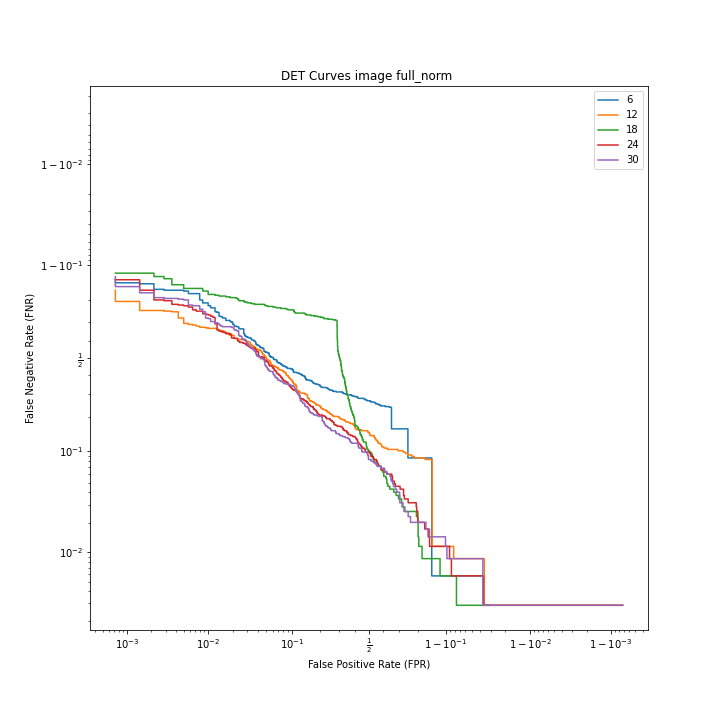 DET Curves image full_norm
6
12
18
24
30
False Negative Rate (FNR)
1 − 10⁻²
1 − 10⁻¹
1/2
10⁻¹
10⁻²
10⁻³
10⁻²
10⁻¹
1/2
1 − 10⁻¹
1 − 10⁻²
1 − 10⁻³
False Positive Rate (FPR)